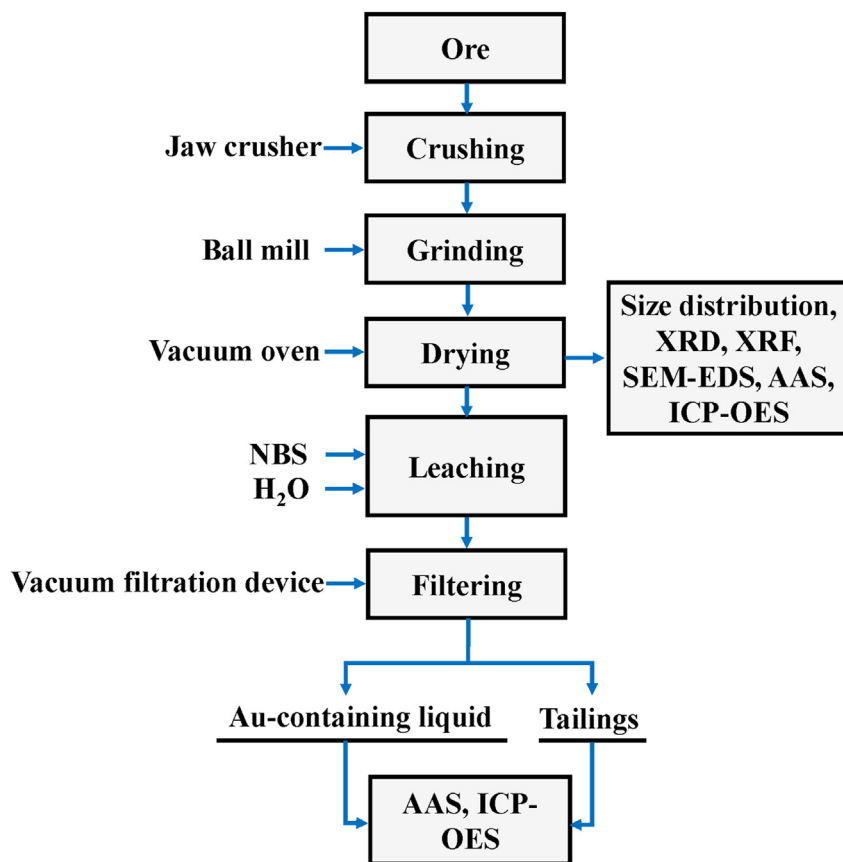 Ore
Jaw crusher
Crushing
Ball mill
Grinding
Size distribution,
XRD, XRF,
SEM-EDS, AAS,
ICP-OES
Vacuum oven
Drying
NBS
H₂O
Leaching
Vacuum filtration device
Filtering
Au-containing liquid
Tailings
AAS, ICP-
OES